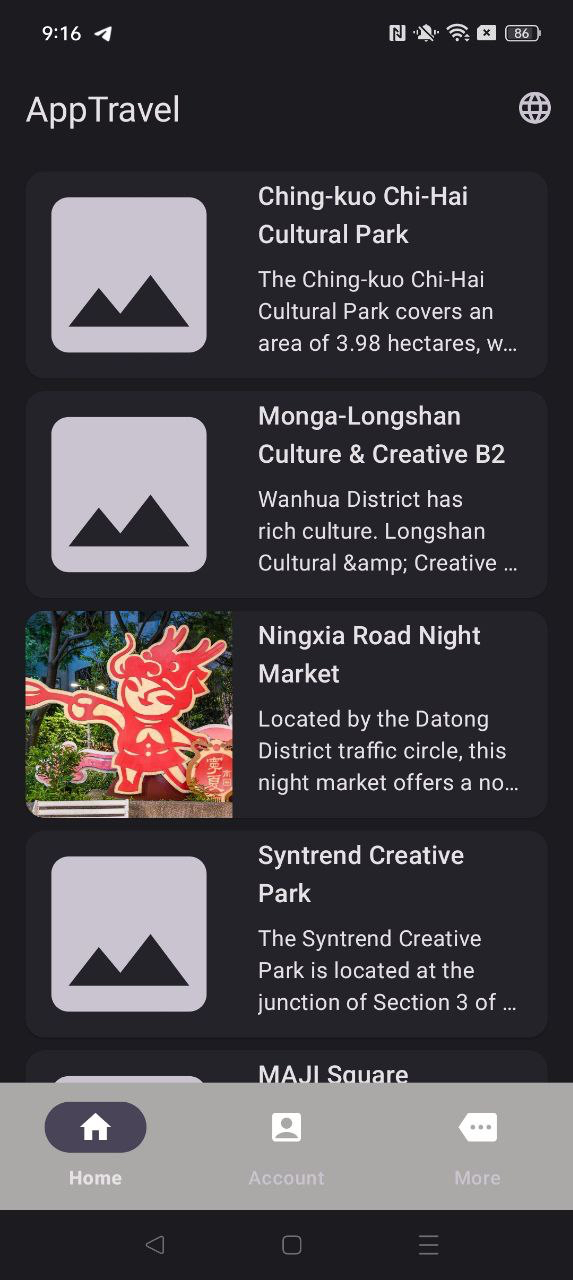 9:16
86
AppTravel
Ching-kuo Chi-Hai
Cultural Park
The Ching-kuo Chi-Hai
Cultural Park covers an
area of 3.98 hectares, w…
Monga-Longshan
Culture & Creative B2
Wanhua District has
rich culture. Longshan
Cultural &amp; Creative …
Ningxia Road Night
Market
Located by the Datong
District traffic circle, this
night market offers a no…
寧夏
Syntrend Creative
Park
The Syntrend Creative
Park is located at the
junction of Section 3 of …
MAJI Square
Home
Account
More